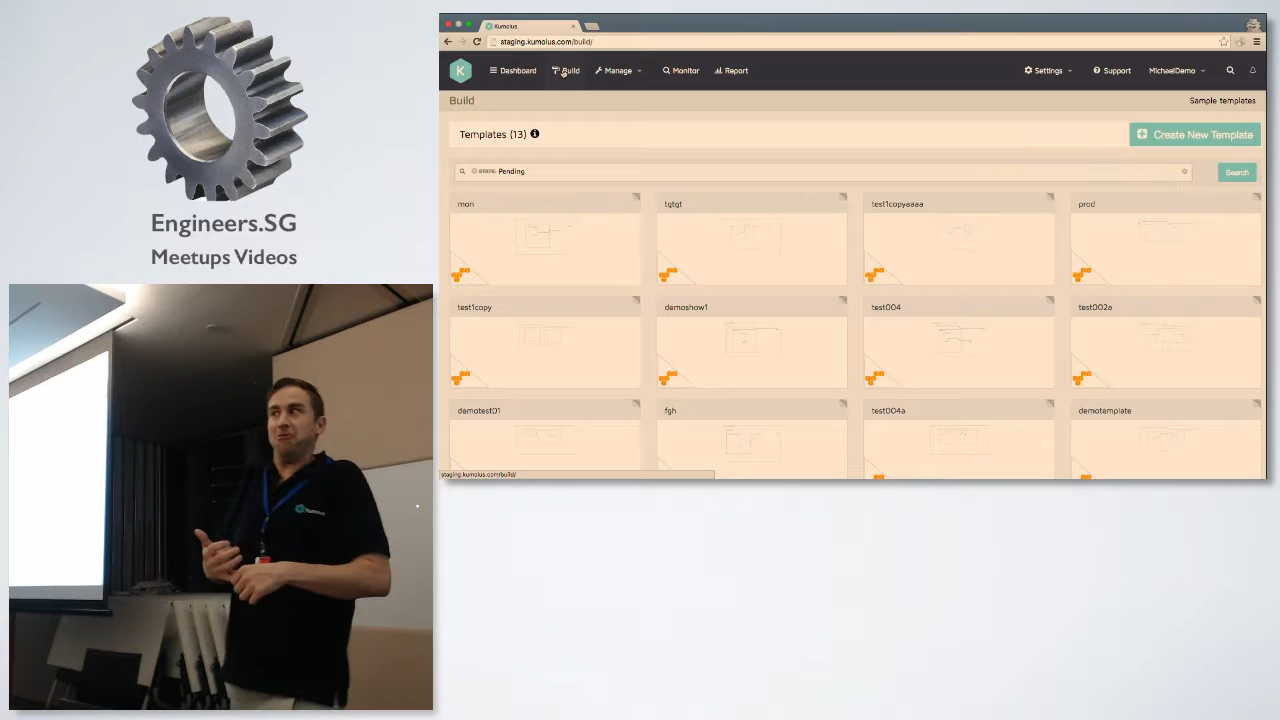 Engineers.SG
Meetups Videos
Kumolus
staging.kumolus.com/build/
K
Dashboard
Build
Manage
Monitor
Report
Settings
Support
MichaelDemo
Build
Sample templates
Templates (13)
Create New Template
STATE: Pending
Search
mon
tgtgt
test1copyaaaa
prod
test1copy
demoshow1
test004
test002a
demotest01
fgh
test004a
demotemplate
staging.kumolus.com/build/
Kumolus